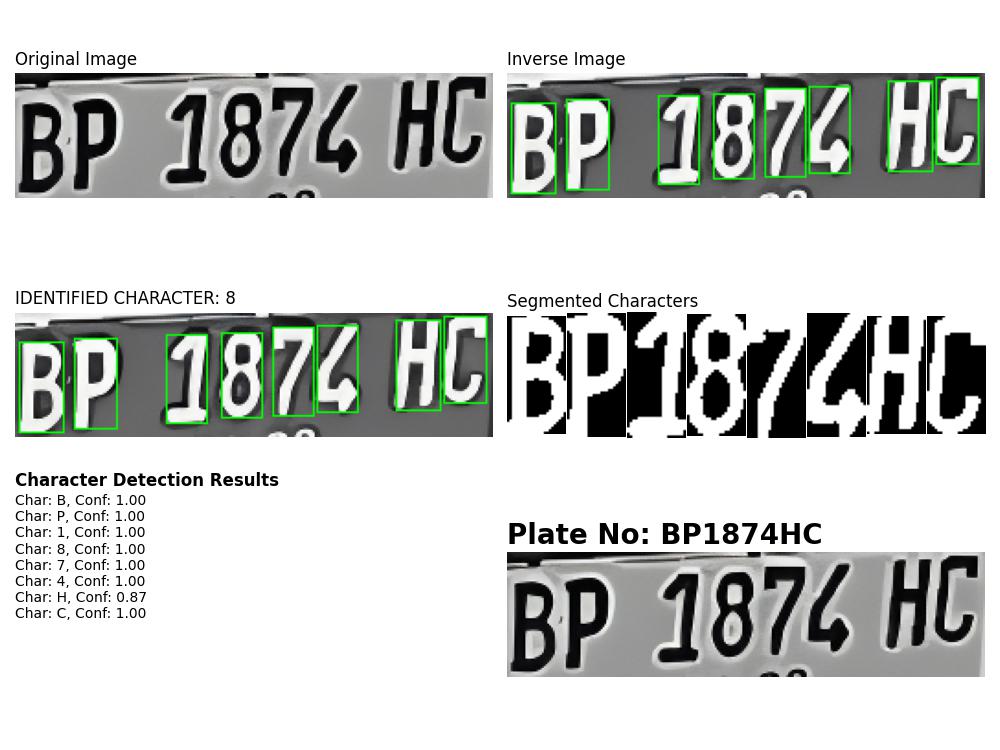 Original Image
BP 1874 HC
Inverse Image
BP 1874 HC
IDENTIFIED CHARACTER: 8
BP 1874 HC
Segmented Characters
BP1874HC
Character Detection Results
Char: B, Conf: 1.00
Char: P, Conf: 1.00
Char: 1, Conf: 1.00
Char: 8, Conf: 1.00
Char: 7, Conf: 1.00
Char: 4, Conf: 1.00
Char: H, Conf: 0.87
Char: C, Conf: 1.00
Plate No: BP1874HC
BP 1874 HC